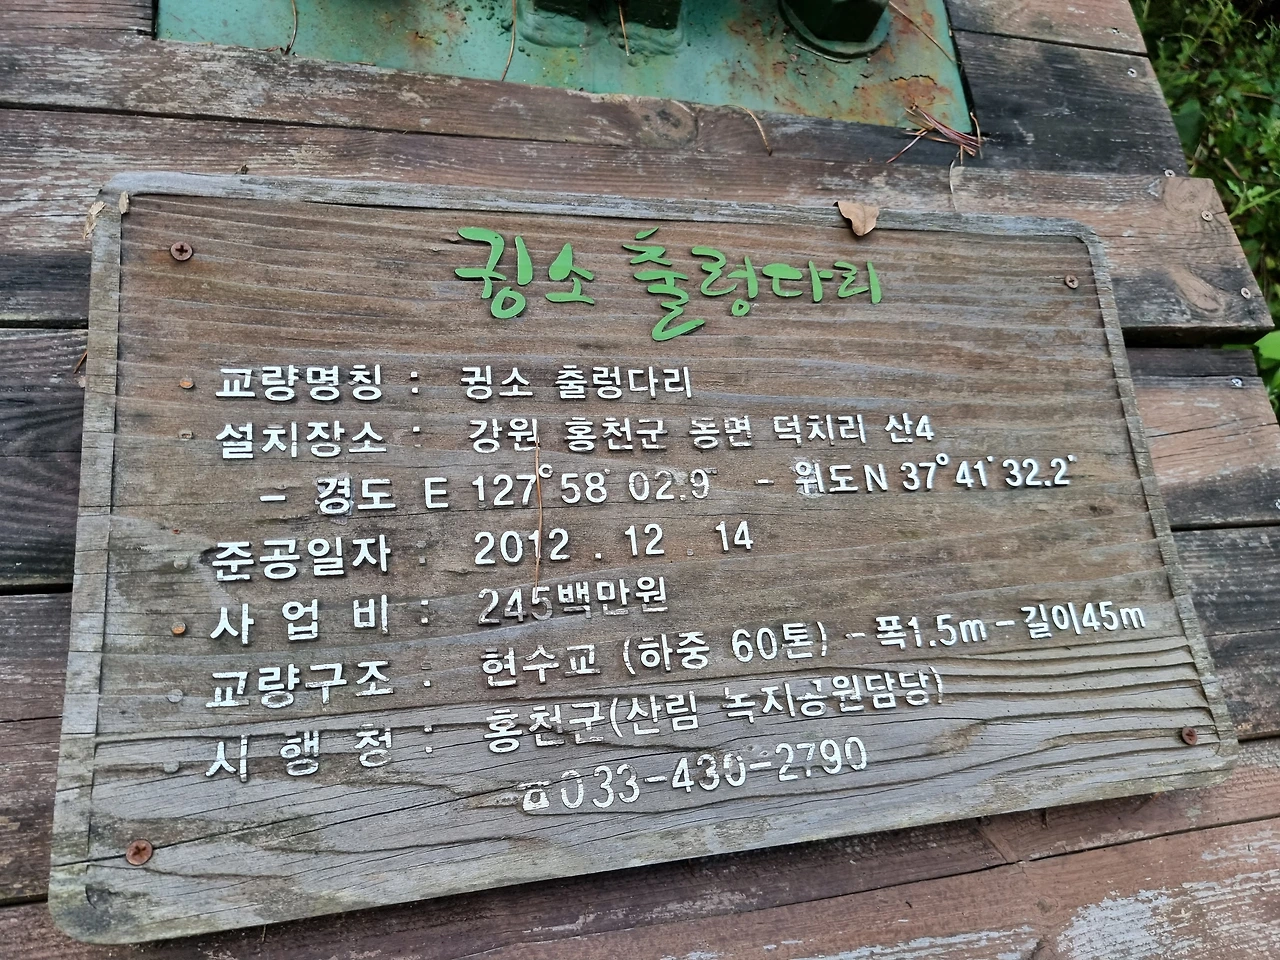 귕소 출렁다리
교량명칭 : 귕소 출렁다리
설치장소 : 강원 홍천군 동면 덕치리 산4
- 경도 E 127°58′02.9″ - 위도 N 37°41′32.2″
준공일자 : 2012 . 12 . 14
사 업 비 : 245백만원
교량구조 : 현수교 (하중 60톤) - 폭1.5m - 길이45m
시 행 청 : 홍천군(산림 녹지공원담당)
☎033-430-2790